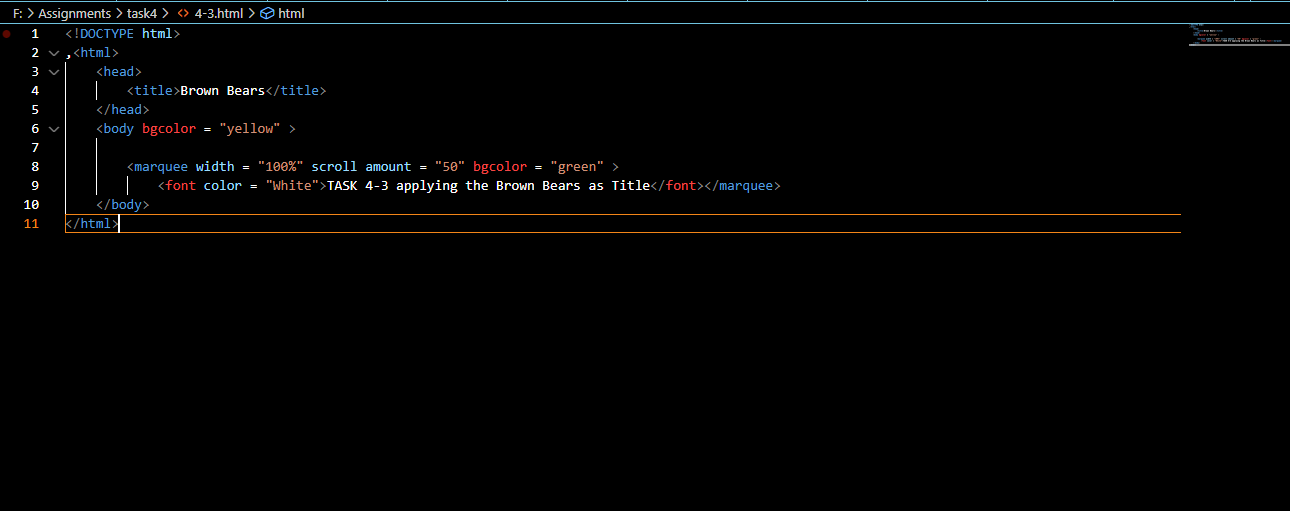 F: > Assignments > task4 > <> 4-3.html > html
1 <!DOCTYPE html>
2 ,<html>
3 <head>
4 <title>Brown Bears</title>
5 </head>
6 <body bgcolor = "yellow" >
7
8 <marquee width = "100%" scroll amount = "50" bgcolor = "green" >
9 <font color = "White">TASK 4-3 applying the Brown Bears as Title</font></marquee>
10 </body>
11 </html>